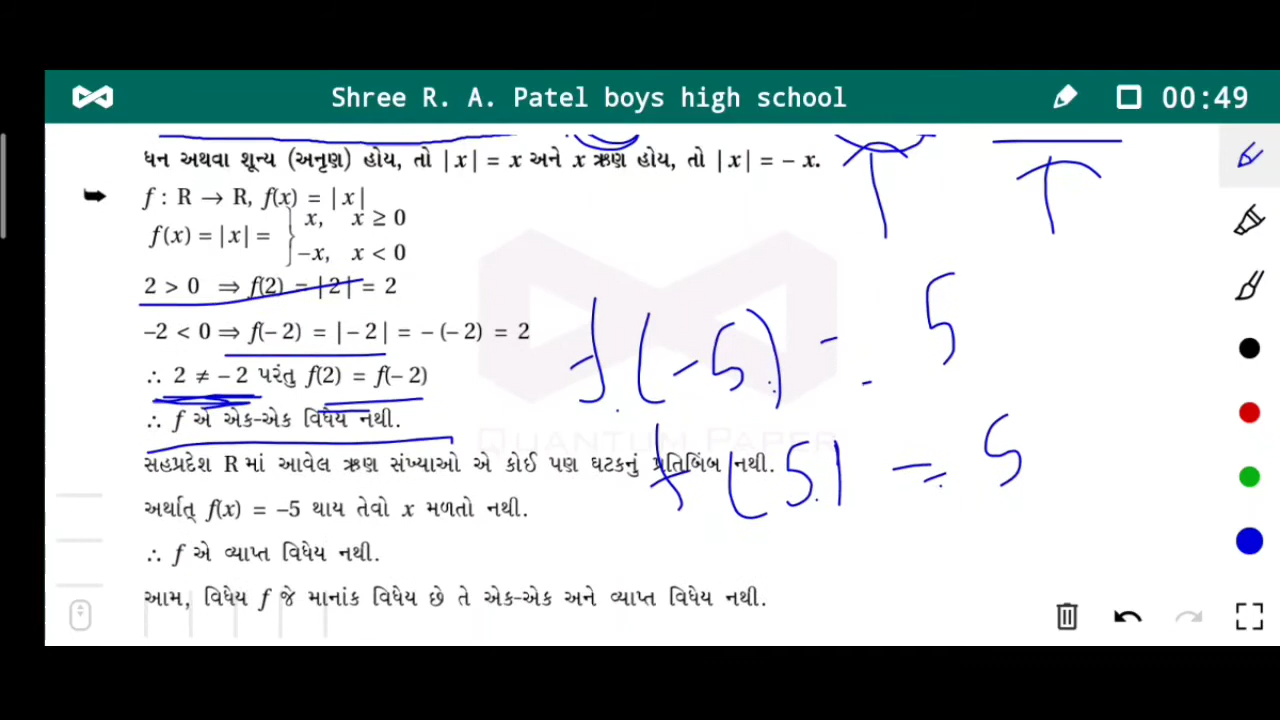 Shree R. A. Patel boys high school
00:49
ધન અથવા શૂન્ય (અનૃણ) હોય, તો | x | = x અને x ઋણ હોય, તો | x | = – x.
➥ f : R → R, f(x) = | x |
f(x) = | x | = { x, x ≥ 0
–x, x < 0
2 > 0 ⇒ f(2) = | 2 | = 2
–2 < 0 ⇒ f(– 2) = | – 2 | = – (– 2) = 2
∴ 2 ≠ – 2 પરંતુ f(2) = f(– 2)
∴ f એ એક-એક વિધેય નથી.
સહપ્રદેશ R માં આવેલ ઋણ સંખ્યાઓ એ કોઈ પણ ઘટકનું પ્રતિબિંબ નથી.
અર્થાત્ f(x) = –5 થાય તેવો x મળતો નથી.
∴ f એ વ્યાપ્ત વિધેય નથી.
આમ, વિધેય f જે માનાંક વિધેય છે તે એક-એક અને વ્યાપ્ત વિધેય નથી.
f(-5) = 5
f(5) = 5
QUANTUM PAPER